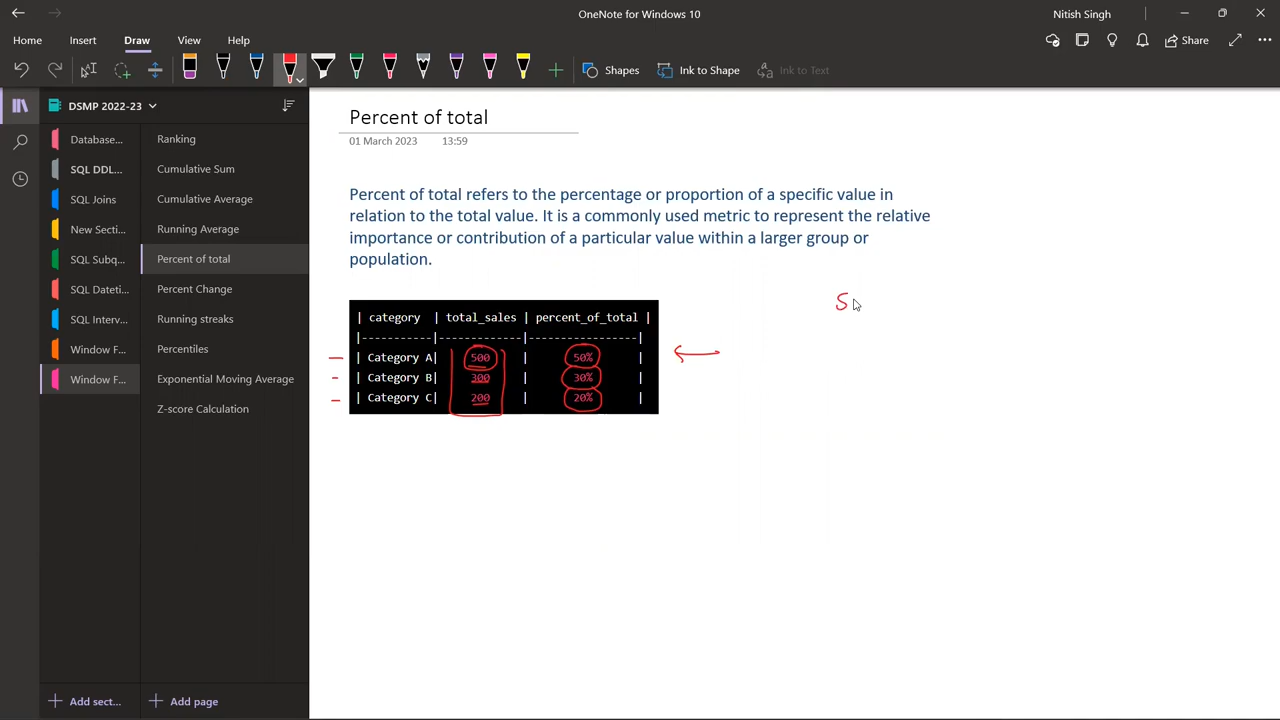 OneNote for Windows 10
Nitish Singh
Home Insert Draw View Help
Share
Shapes Ink to Shape Ink to Text
DSMP 2022-23
Database...
SQL DDL...
SQL Joins
New Secti...
SQL Subq...
SQL Dateti...
SQL Interv...
Window F...
Window F...
Add sect...
Ranking
Cumulative Sum
Cumulative Average
Running Average
Percent of total
Percent Change
Running steaks
Percentiles
Exponential Moving Average
Z-score Calculation
Add page
Percent of total
01 March 2023 13:59
Percent of total refers to the percentage or proportion of a specific value in
relation to the total value. It is a commonly used metric to represent the relative
importance or contribution of a particular value within a larger group or
population.
| category | total_sales | percent_of_total |
|----------|-------------|----------------|
| Category A| 500 | 50% |
| Category B| 300 | 30% |
| Category C| 200 | 20% |
S